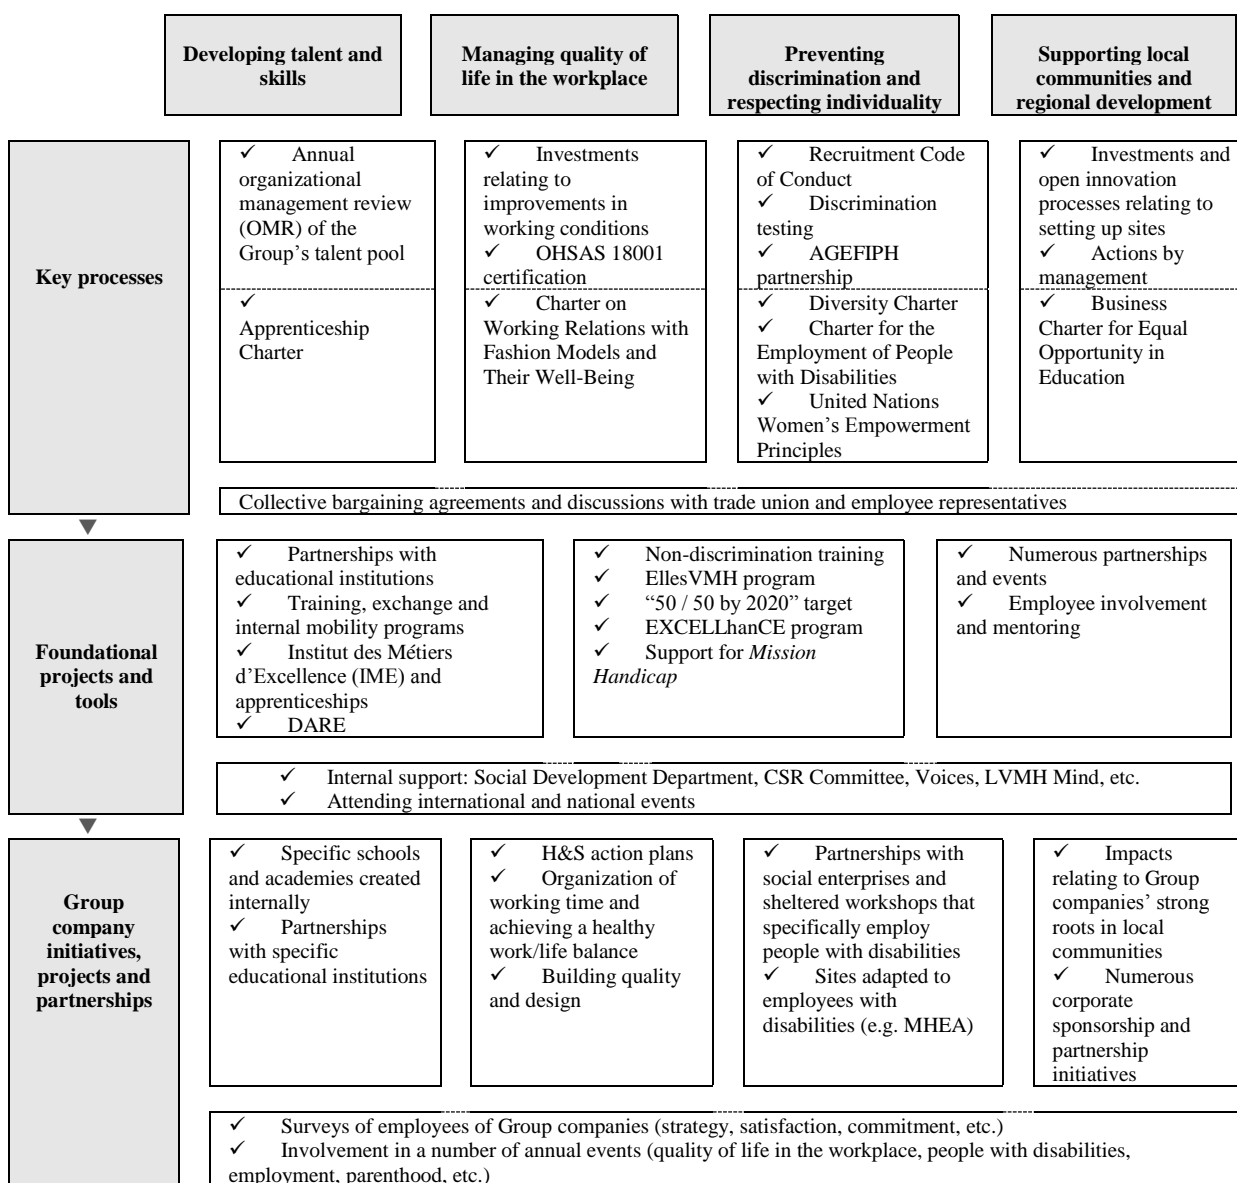 Developing talent and
skills
Managing quality of
life in the workplace
Preventing
discrimination and
respecting individuality
Supporting local
communities and
regional development
Key processes
✓ Annual
organizational
management review
(OMR) of the
Group’s talent pool
✓ Investments
relating to
improvements in
working conditions
✓ OHSAS 18001
certification
✓ Recruitment Code
of Conduct
✓ Discrimination
testing
✓ AGEFIPH
partnership
✓ Investments and
open innovation
processes relating to
setting up sites
✓ Actions by
management
✓
Apprenticeship
Charter
✓ Charter on
Working Relations with
Fashion Models and
Their Well-Being
✓ Diversity Charter
✓ Charter for the
Employment of People
with Disabilities
✓ United Nations
Women’s Empowerment
Principles
✓ Business
Charter for Equal
Opportunity in
Education
Collective bargaining agreements and discussions with trade union and employee representatives
Foundational
projects and
tools
✓ Partnerships with
educational institutions
✓ Training, exchange and
internal mobility programs
✓ Institut des Métiers
d’Excellence (IME) and
apprenticeships
✓ DARE
✓ Non-discrimination training
✓ EllesVMH program
✓ “50 / 50 by 2020” target
✓ EXCELLhanCE program
✓ Support for Mission
Handicap
✓ Numerous partnerships
and events
✓ Employee involvement
and mentoring
✓ Internal support: Social Development Department, CSR Committee, Voices, LVMH Mind, etc.
✓ Attending international and national events
Group
company
initiatives,
projects and
partnerships
✓ Specific schools
and academies created
internally
✓ Partnerships
with specific
educational institutions
✓ H&S action plans
✓ Organization of
working time and
achieving a healthy
work/life balance
✓ Building quality
and design
✓ Partnerships with
social enterprises and
sheltered workshops that
specifically employ
people with disabilities
✓ Sites adapted to
employees with
disabilities (e.g. MHEA)
✓ Impacts
relating to Group
companies’ strong
roots in local
communities
✓ Numerous
corporate
sponsorship and
partnership
initiatives
✓ Surveys of employees of Group companies (strategy, satisfaction, commitment, etc.)
✓ Involvement in a number of annual events (quality of life in the workplace, people with disabilities,
employment, parenthood, etc.)